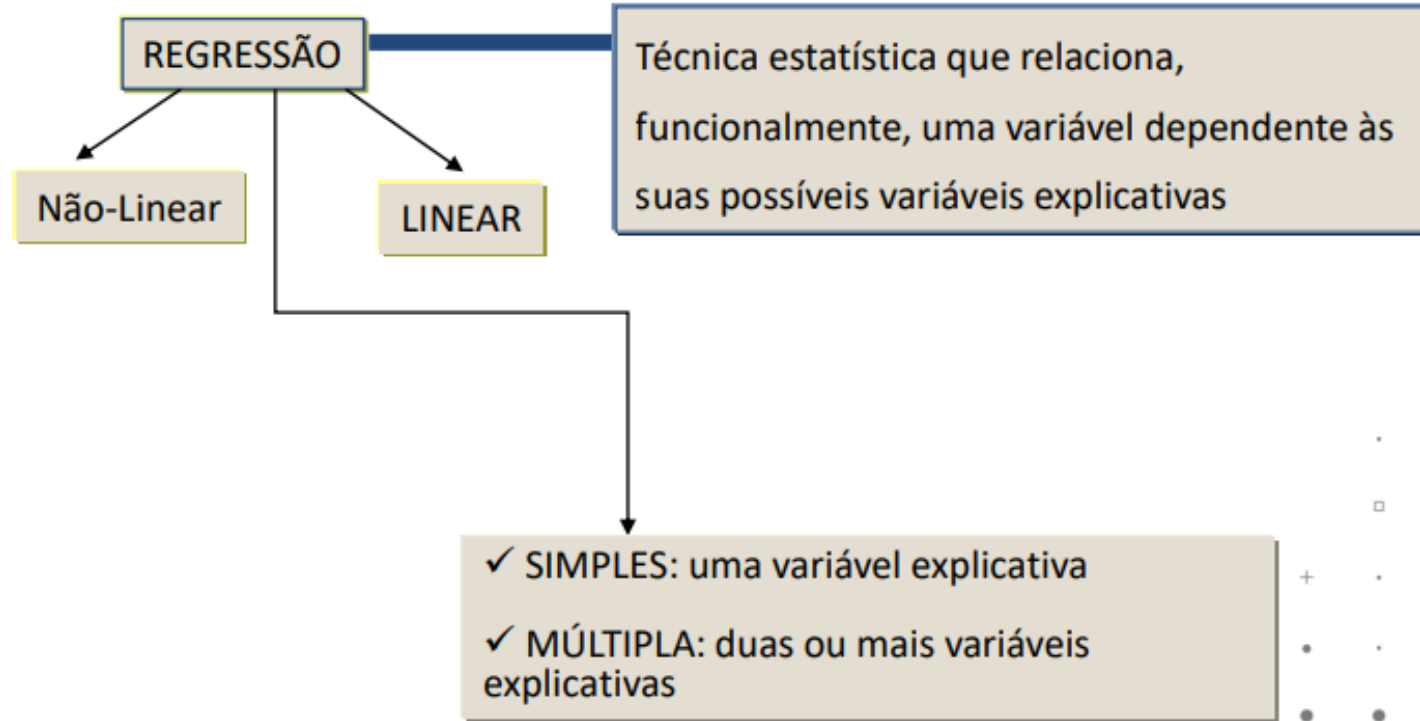 REGRESSÃO
Técnica estatística que relaciona,
funcionalmente, uma variável dependente às
suas possíveis variáveis explicativas
Não-Linear
LINEAR
✓ SIMPLES: uma variável explicativa
✓ MÚLTIPLA: duas ou mais variáveis
explicativas